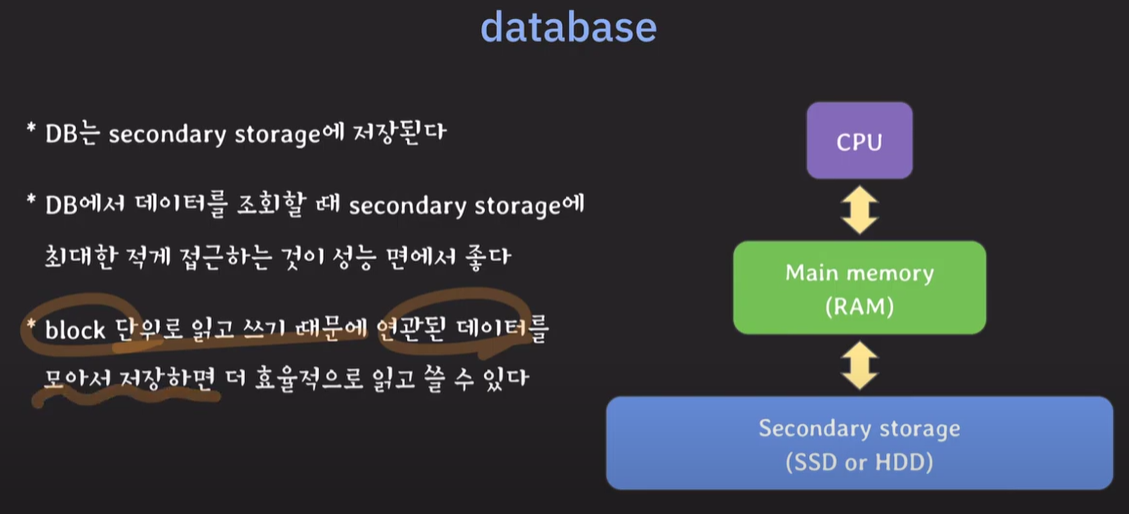 database
* DB는 secondary storage에 저장된다
* DB에서 데이터를 조회할 때 secondary storage에
최대한 적게 접근하는 것이 성능 면에서 좋다
* block 단위로 읽고 쓰기 때문에 연관된 데이터를
모아서 저장하면 더 효율적으로 읽고 쓸 수 있다
CPU
Main memory
(RAM)
Secondary storage
(SSD or HDD)